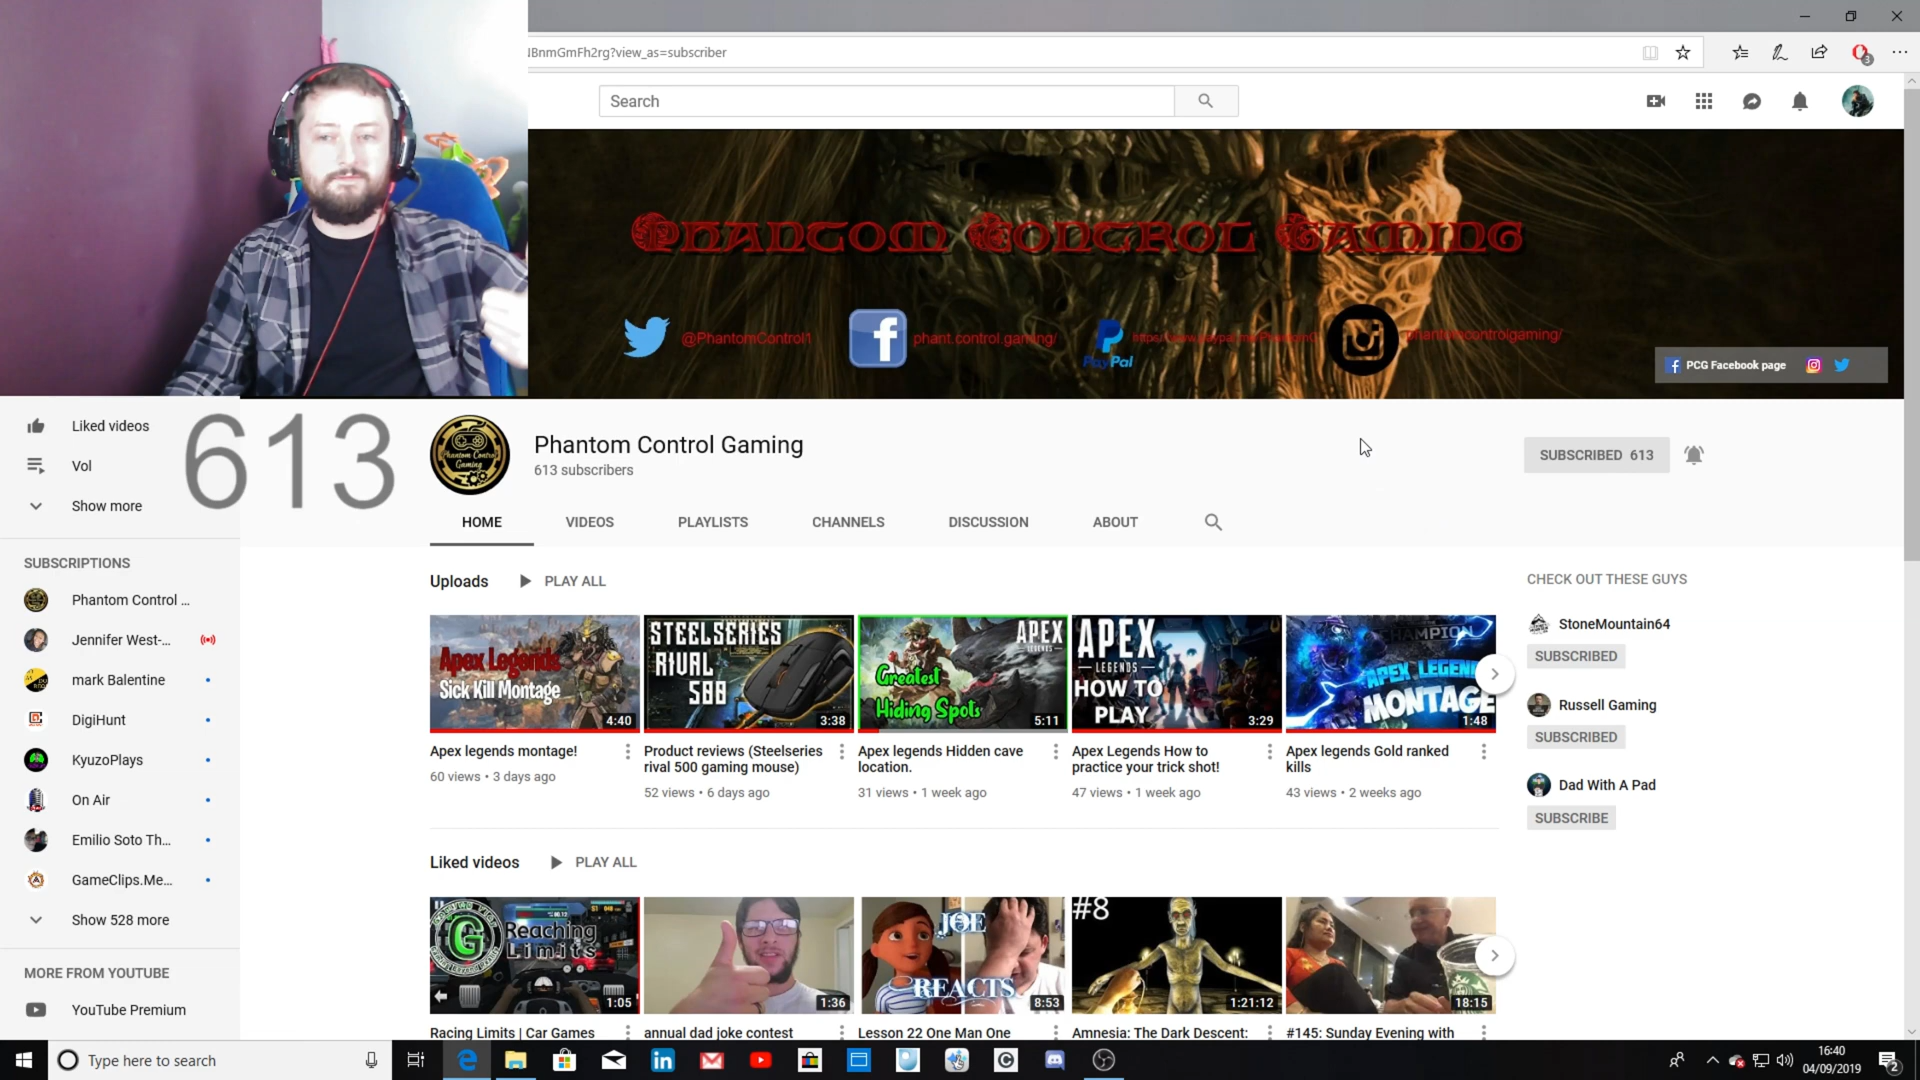 NBnmGmFh2rg?view_as=subscriber
3
Search
Phantom Control Gaming
@PhantomControl1
phant.control.gaming/
PayPal
phantomcontrolgaming/
PCG Facebook page
Liked videos
Vol
Show more
613
Phantom Control Gaming
613 subscribers
SUBSCRIBED 613
HOME
VIDEOS
PLAYLISTS
CHANNELS
DISCUSSION
ABOUT
SUBSCRIPTIONS
Phantom Control ...
Jennifer West-...
mark Balentine
DigiHunt
KyuzoPlays
On Air
Emilio Soto Th...
GameClips.Me...
Show 528 more
MORE FROM YOUTUBE
YouTube Premium
Uploads
PLAY ALL
Apex Legends
Sick Kill Montage
4:40
Apex legends montage!
60 views • 3 days ago
STEELSERIES
RIVAL
500
3:38
Product reviews (Steelseries
rival 500 gaming mouse)
52 views • 6 days ago
APEX
LEGENDS
Greatest
Hiding Spots
5:11
Apex legends Hidden cave
location.
31 views • 1 week ago
APEX
LEGENDS
HOW TO
PLAY
3:29
Apex Legends How to
practice your trick shot!
47 views • 1 week ago
CHAMPION
APEX LEGEND
MONTAGE
1:48
Apex legends Gold ranked
kills
43 views • 2 weeks ago
CHECK OUT THESE GUYS
StoneMountain64
SUBSCRIBED
Russell Gaming
SUBSCRIBED
Dad With A Pad
SUBSCRIBE
Liked videos
PLAY ALL
G
Reaching
Limits
1:05
Racing Limits | Car Games
1:36
annual dad joke contest
JOE
REACTS
8:53
Lesson 22 One Man One
#8
1:21:12
Amnesia: The Dark Descent:
18:15
#145: Sunday Evening with
Type here to search
16:40
04/09/2019
2